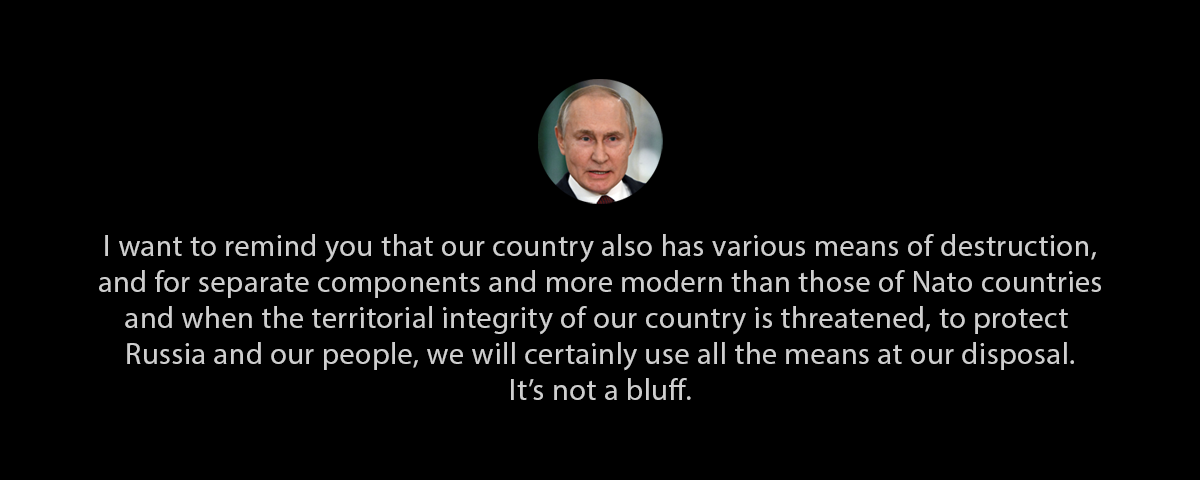 I want to remind you that our country also has various means of destruction,
and for separate components and more modern than those of Nato countries
and when the territorial integrity of our country is threatened, to protect
Russia and our people, we will certainly use all the means at our disposal.
It’s not a bluff.